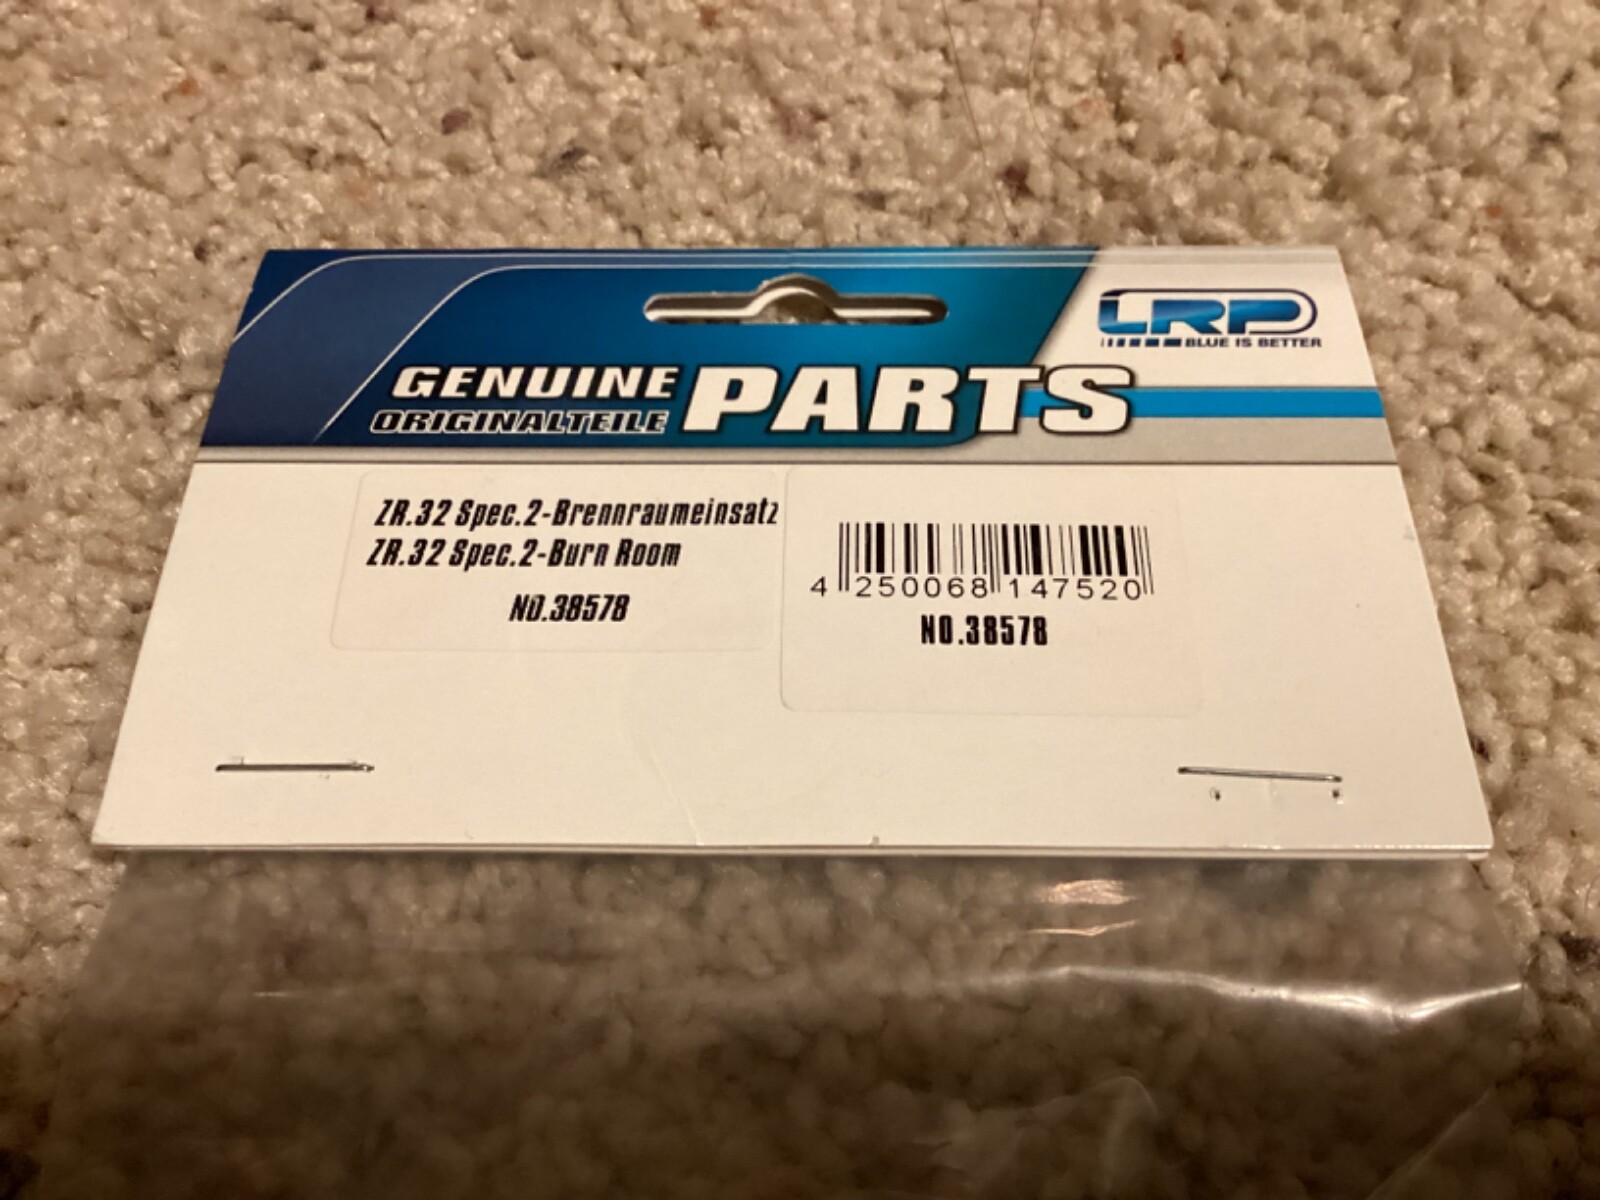 LRP
BLUE IS BETTER
GENUINE PARTS
ORIGINALTEILE
ZR.32 Spec.2-Brennraumeinsatz
ZR.32 Spec.2-Burn Room
NO.38578
4 250068 147520
NO.38578